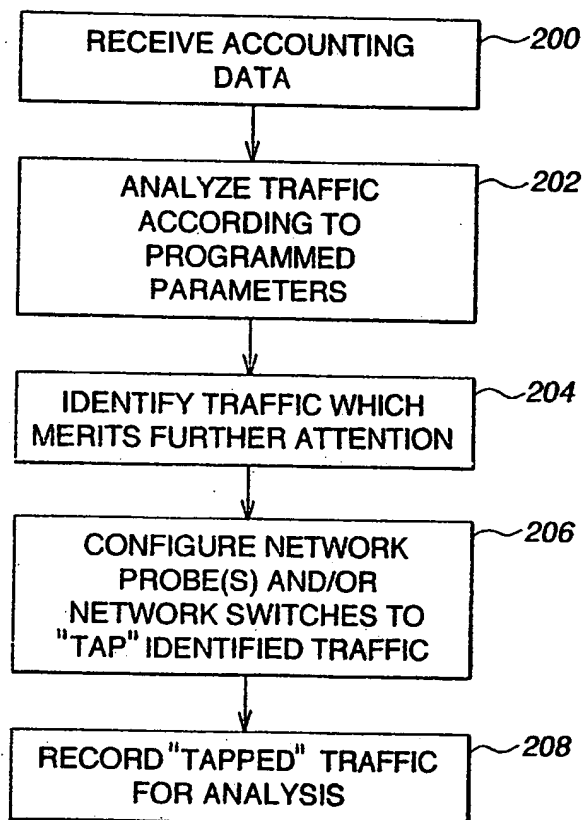 RECEIVE ACCOUNTING
DATA
200
ANALYZE TRAFFIC
ACCORDING TO
PROGRAMMED
PARAMETERS
202
IDENTIFY TRAFFIC WHICH
MERITS FURTHER ATTENTION
204
CONFIGURE NETWORK
PROBE(S) AND/OR
NETWORK SWITCHES TO
"TAP" IDENTIFIED TRAFFIC
206
RECORD "TAPPED" TRAFFIC
FOR ANALYSIS
208